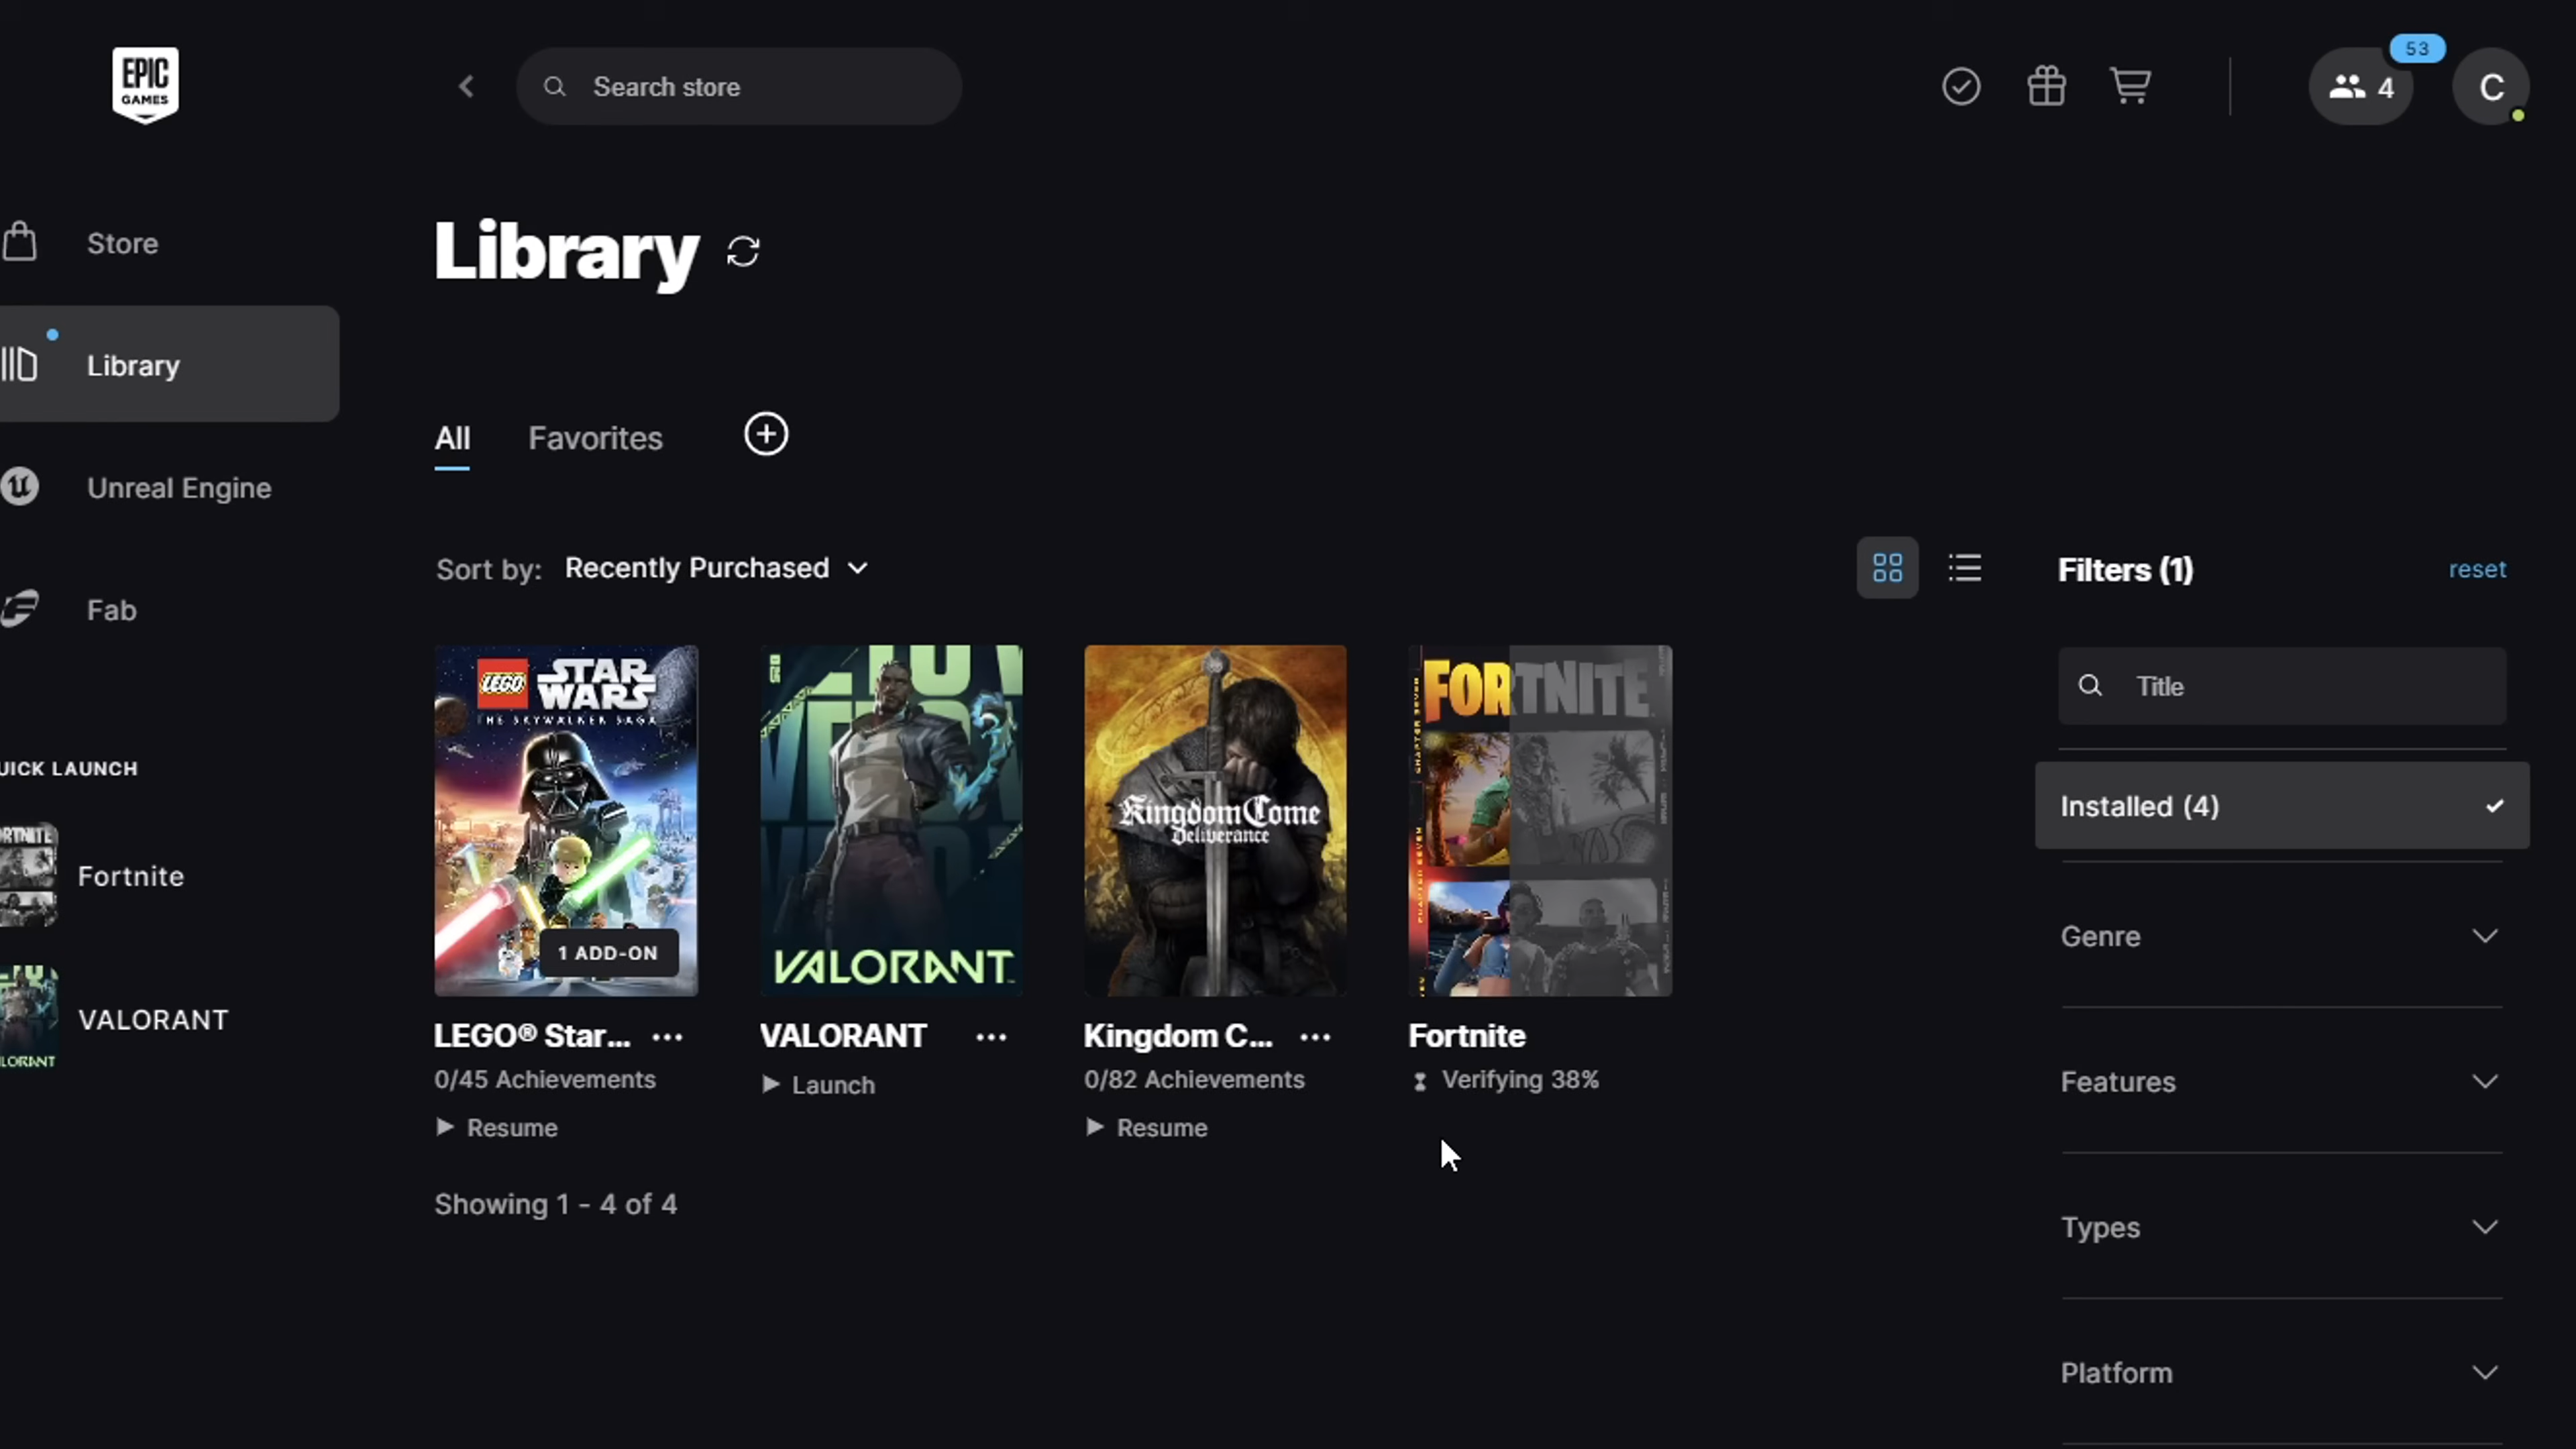 EPIC
GAMES
Search store
53
4
C
Store
Library
Library
All
Favorites
Unreal Engine
Sort by: Recently Purchased
Filters (1)
reset
Fab
Title
LEGO STAR WARS
THE SKYWALKER SAGA
FORTNITE
UICK LAUNCH
Installed (4)
Kingdom Come
Deliverance
Fortnite
1 ADD-ON
VALORANT
Genre
VALORANT
LORANT
LEGO® Star...
VALORANT
Kingdom C...
Fortnite
0/45 Achievements
Launch
0/82 Achievements
Verifying 38%
Features
Resume
Resume
Showing 1 - 4 of 4
Types
Platform